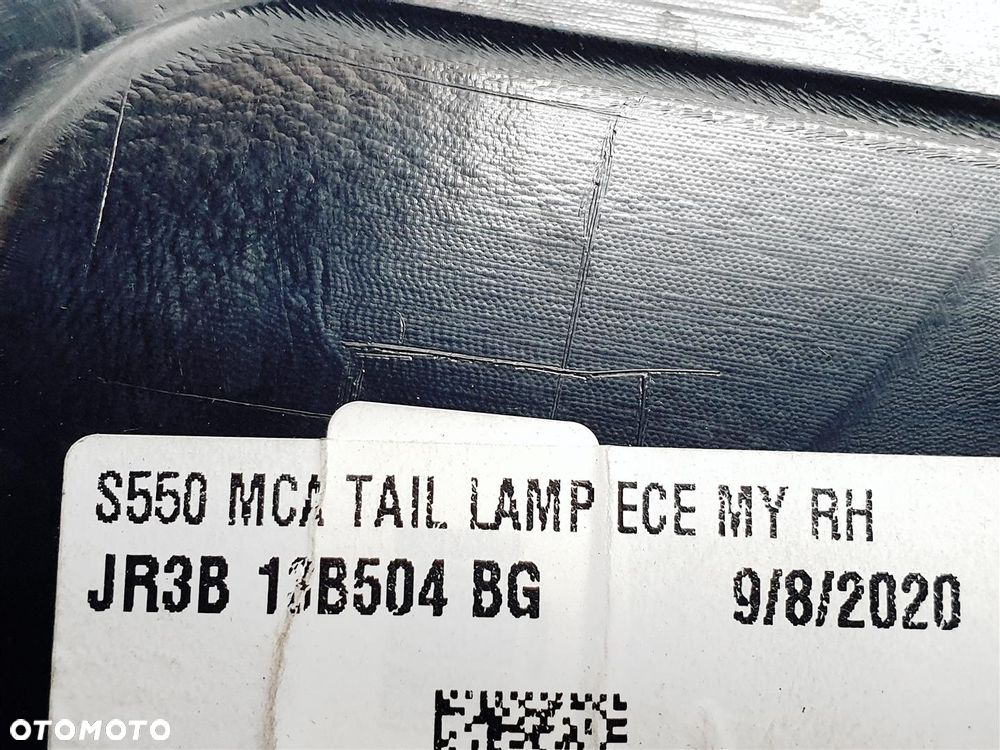 S550 MCA TAIL LAMP ECE MY RH
JR3B 13B504 BG 9/8/2020
OTOMOTO